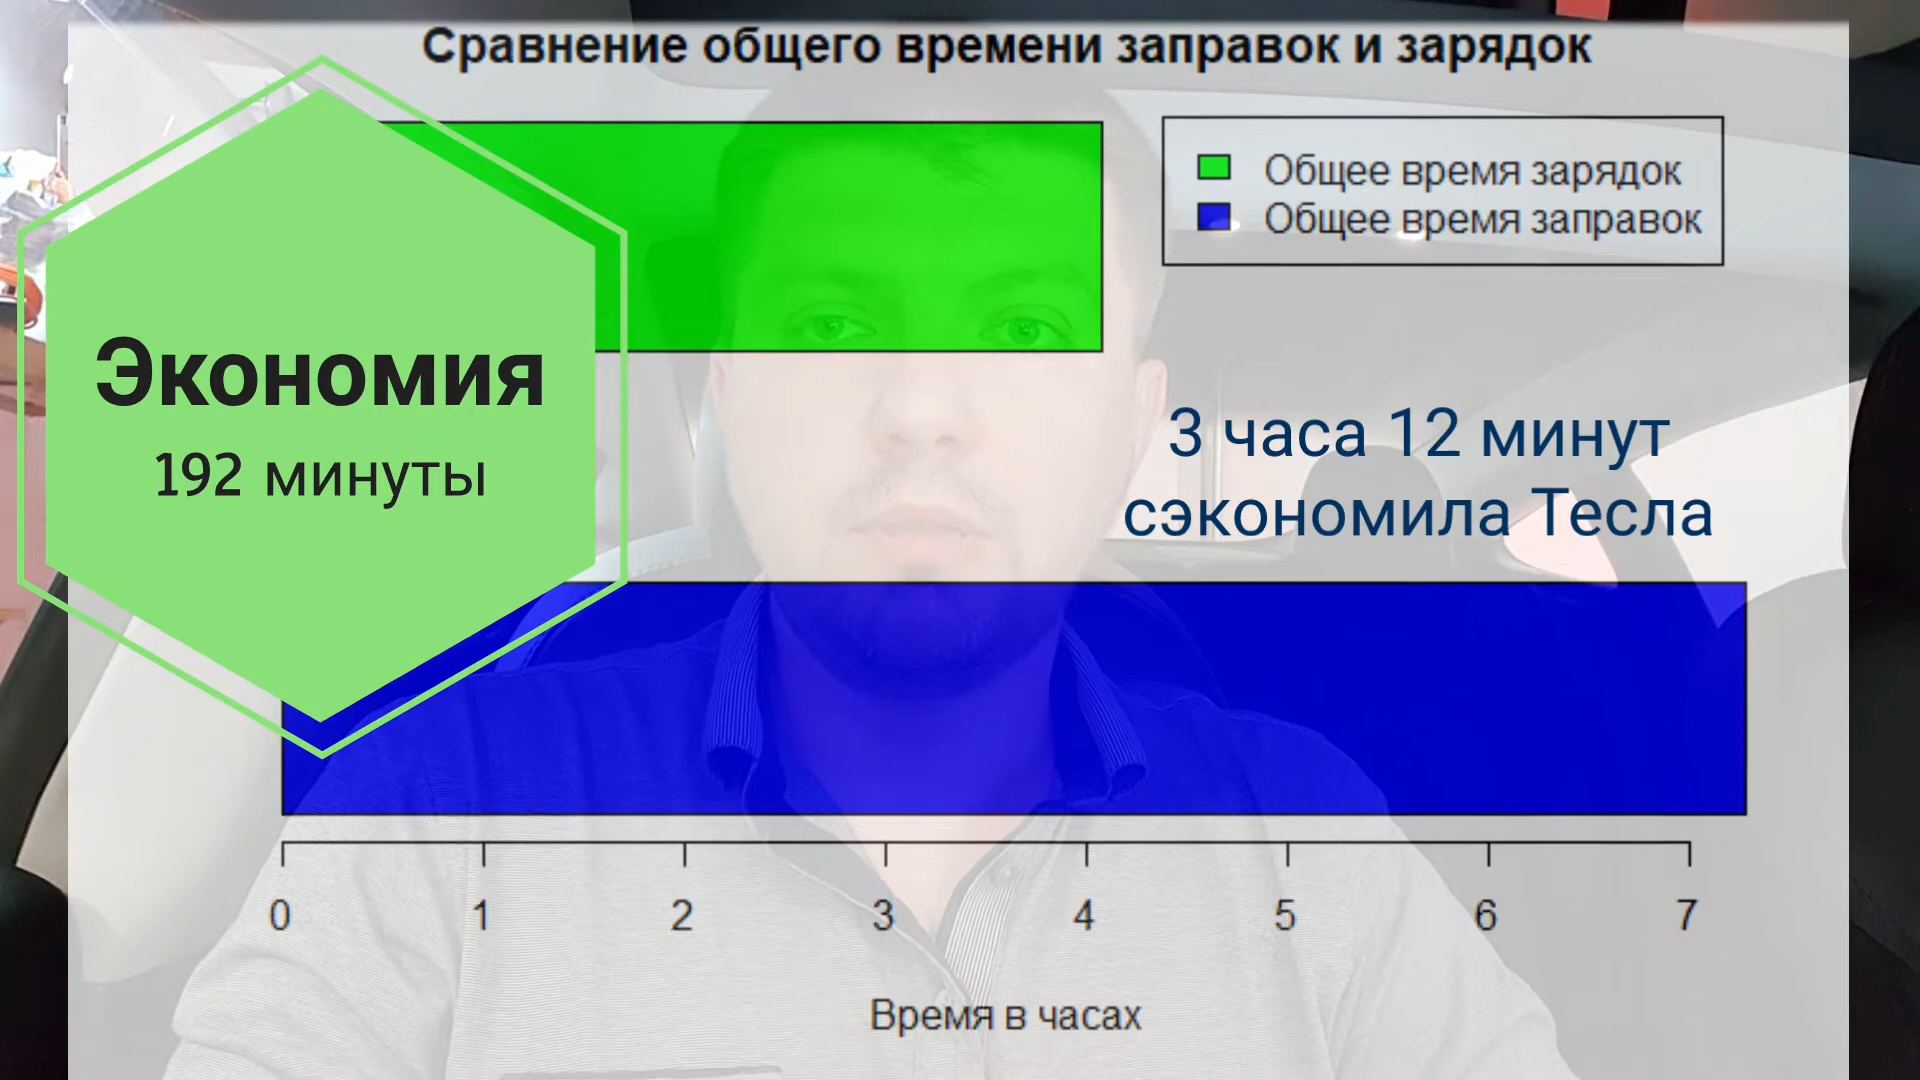 Сравнение общего времени заправок и зарядок
Общее время зарядок
Общее время заправок
Экономия
192 минуты
3 часа 12 минут
сэкономила Тесла
0 1 2 3 4 5 6 7
Время в часах